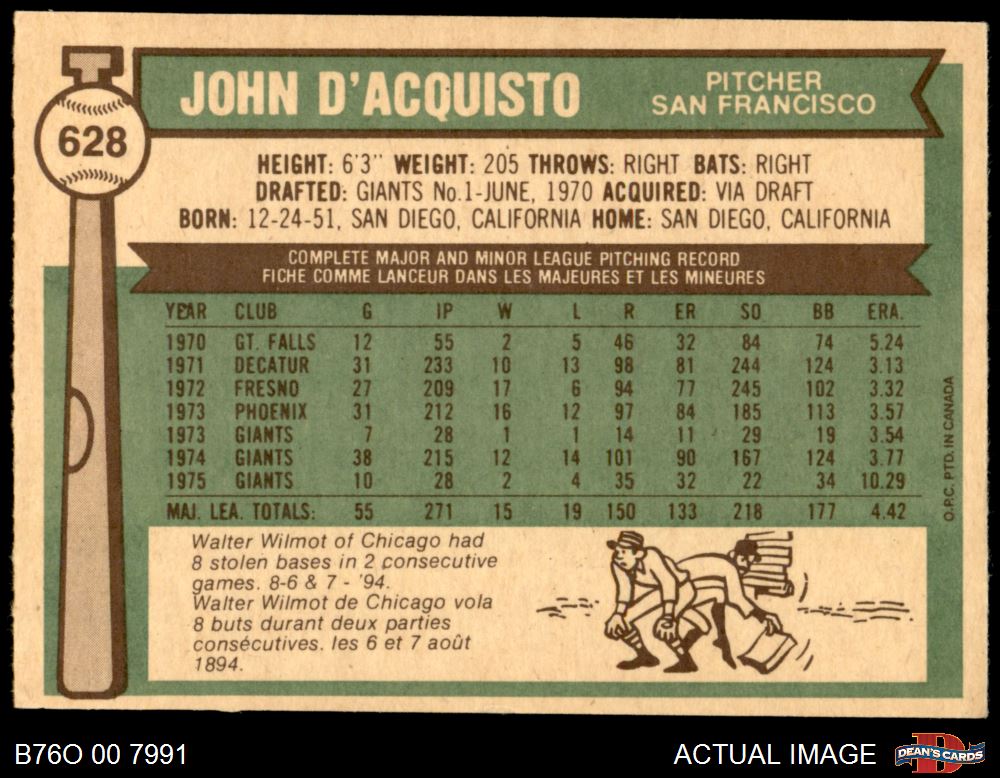 628
JOHN D'ACQUISTO
PITCHER
SAN FRANCISCO
HEIGHT: 6'3" WEIGHT: 205 THROWS: RIGHT BATS: RIGHT
DRAFTED: GIANTS No.1-JUNE, 1970 ACQUIRED: VIA DRAFT
BORN: 12-24-51, SAN DIEGO, CALIFORNIA HOME: SAN DIEGO, CALIFORNIA
COMPLETE MAJOR AND MINOR LEAGUE PITCHING RECORD
FICHE COMME LANCEUR DANS LES MAJEURES ET LES MINEURES
YEAR CLUB G IP W L R ER SO BB ERA.
1970 GT. FALLS 12 55 2 5 46 32 84 74 5.24
1971 DECATUR 31 233 10 13 98 81 244 124 3.13
1972 FRESNO 27 209 17 6 94 77 245 102 3.32
1973 PHOENIX 31 212 16 12 97 84 185 113 3.57
1973 GIANTS 7 28 1 1 14 11 29 19 3.54
1974 GIANTS 38 215 12 14 101 90 167 124 3.77
1975 GIANTS 10 28 2 4 35 32 22 34 10.29
MAJ. LEA. TOTALS: 55 271 15 19 150 133 218 177 4.42
O.P.C. PTD. IN CANADA
Walter Wilmot of Chicago had
8 stolen bases in 2 consecutive
games. 8-6 & 7 - '94.
Walter Wilmot de Chicago vola
8 buts durant deux parties
consécutives. les 6 et 7 août
1894.
B76O 00 7991
ACTUAL IMAGE
D
DEAN'S CARDS